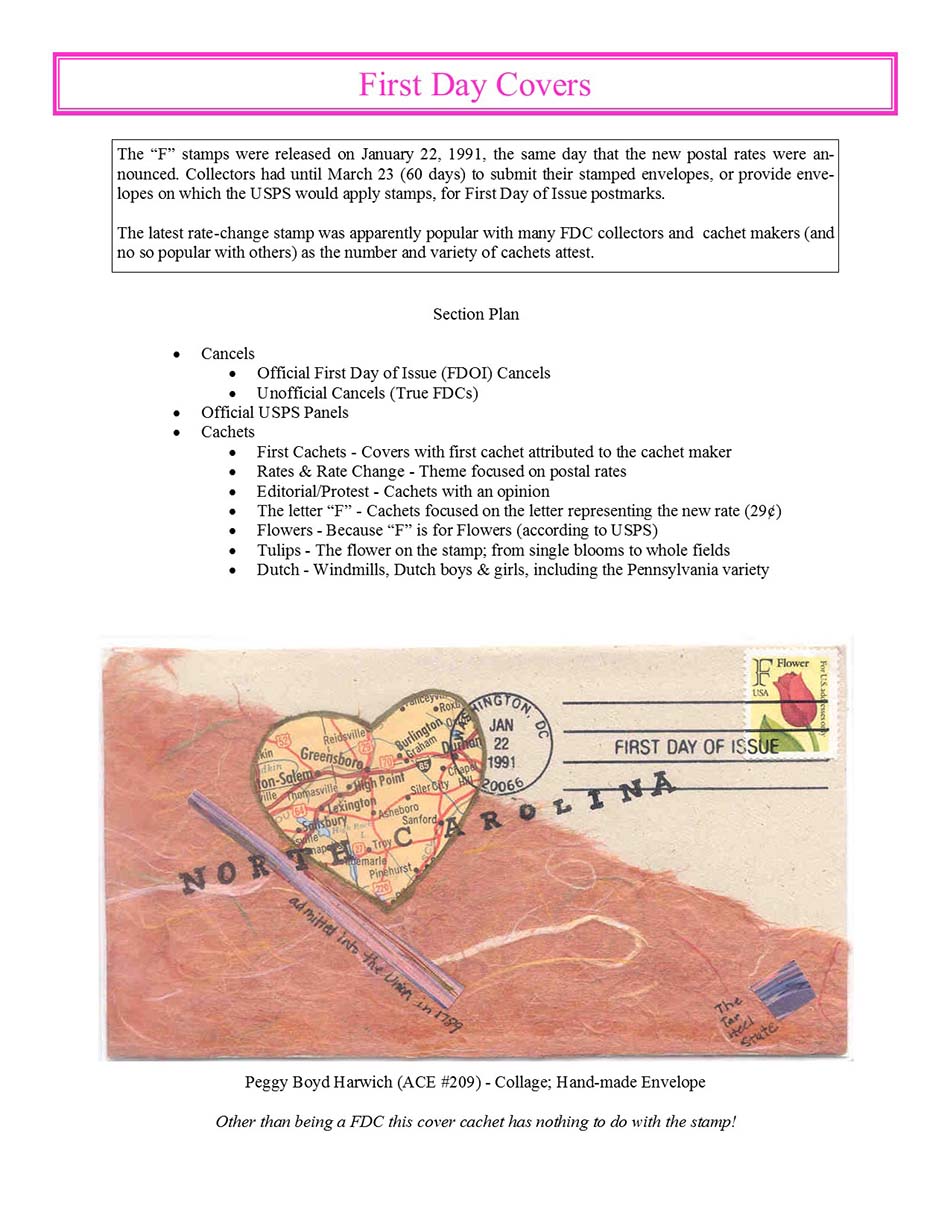 First Day Covers
The “F” stamps were released on January 22, 1991, the same day that the new postal rates were an-
nounced. Collectors had until March 23 (60 days) to submit their stamped envelopes, or provide enve-
lopes on which the USPS would apply stamps, for First Day of Issue postmarks.
The latest rate-change stamp was apparently popular with many FDC collectors and cachet makers (and
no so popular with others) as the number and variety of cachets attest.
Section Plan
• Cancels
• Official First Day of Issue (FDOI) Cancels
• Unofficial Cancels (True FDCs)
• Official USPS Panels
• Cachets
• First Cachets - Covers with first cachet attributed to the cachet maker
• Rates & Rate Change - Theme focused on postal rates
• Editorial/Protest - Cachets with an opinion
• The letter “F” - Cachets focused on the letter representing the new rate (29¢)
• Flowers - Because “F” is for Flowers (according to USPS)
• Tulips - The flower on the stamp; from single blooms to whole fields
• Dutch - Windmills, Dutch boys & girls, including the Pennsylvania variety
F Flower
USA
For U.S. addresses only
WASHINGTON, DC
JAN
22
1991
20066
FIRST DAY OF ISSUE
Reidsville
Burlington
Graham
Greensboro
Durham
Chapel
Hill
ton-Salem
High Point
Thomasville
Siler City
Lexington
Asheboro
Salisbury
Sanford
Troy
Pinehurst
52
29
70
85
64
27
220
NORTH CAROLINA
admitted into the Union in 1789
The
Tar
Heel
State
Peggy Boyd Harwich (ACE #209) - Collage; Hand-made Envelope
Other than being a FDC this cover cachet has nothing to do with the stamp!